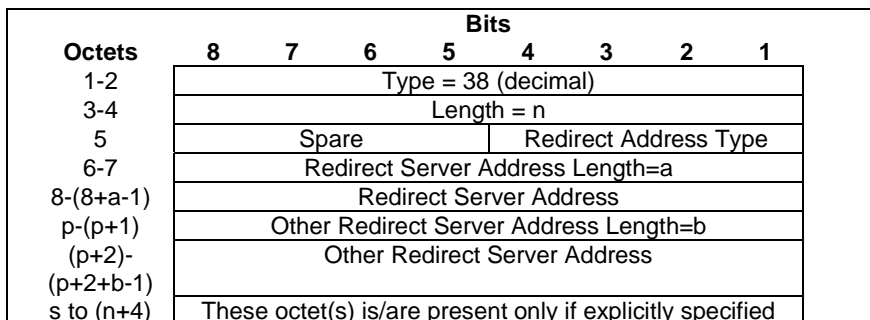 Bits
Octets 8 7 6 5 4 3 2 1
1-2 Type = 38 (decimal)
3-4 Length = n
5 Spare Redirect Address Type
6-7 Redirect Server Address Length=a
8-(8+a-1) Redirect Server Address
p-(p+1) Other Redirect Server Address Length=b
(p+2)- Other Redirect Server Address
(p+2+b-1)
s to (n+4) These octet(s) is/are present only if explicitly specified